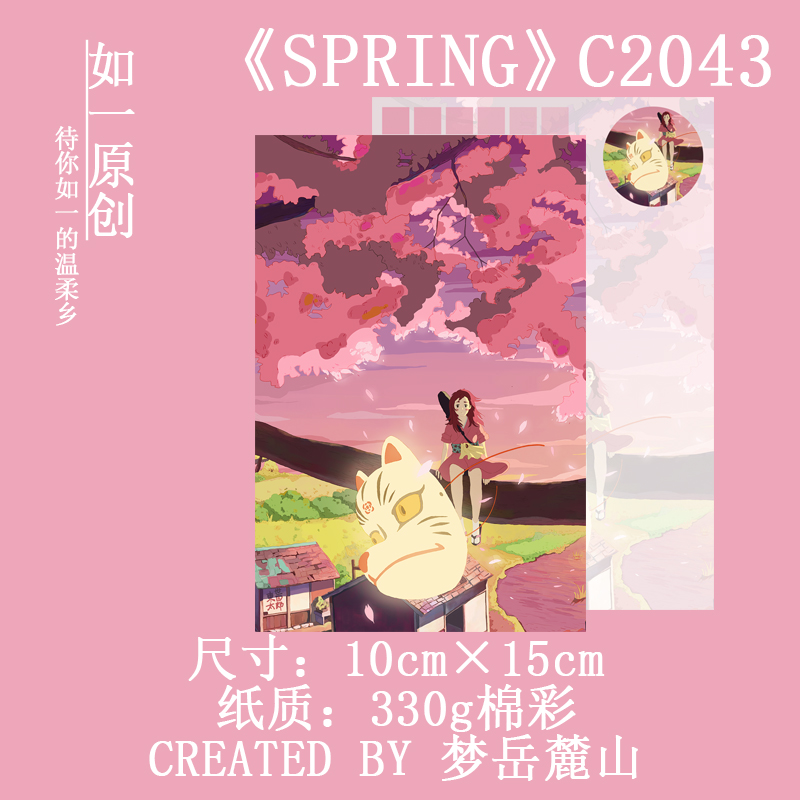 《SPRING》C2043
如一原创
待你如一的温柔乡
尺寸：10cm×15cm
纸质：330g棉彩
CREATED BY 梦岳麓山